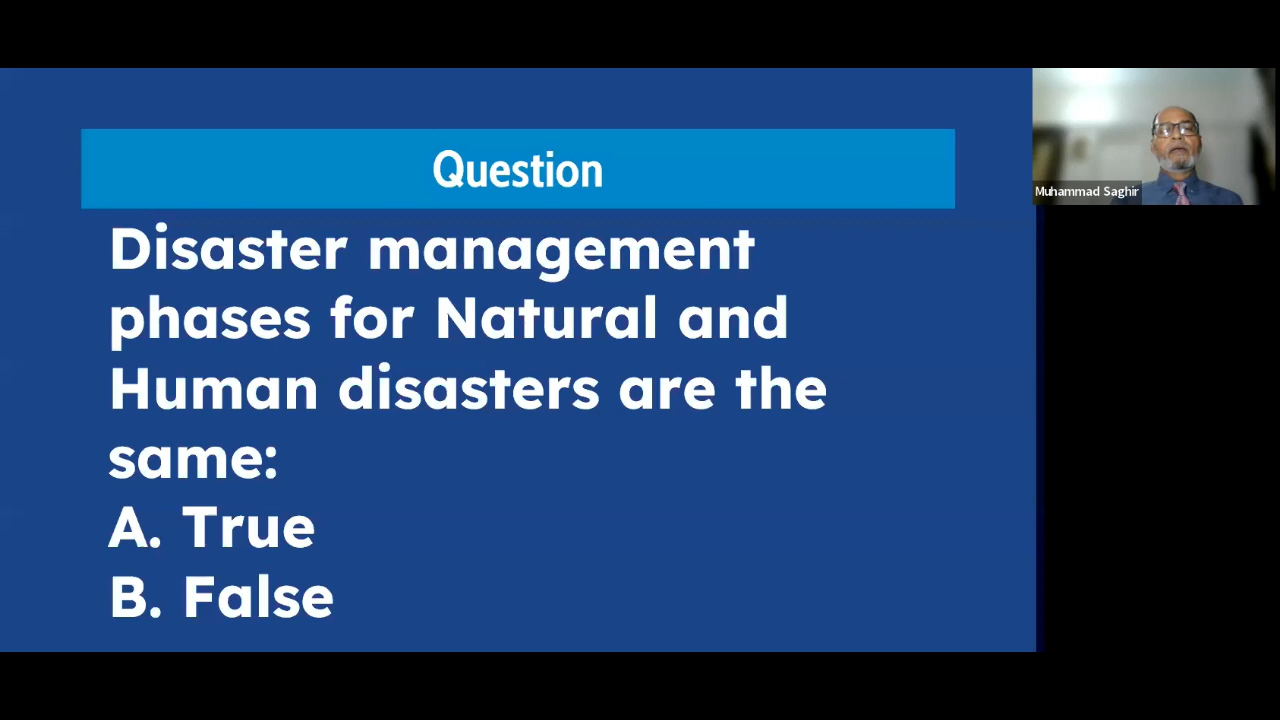 Question
Disaster management
phases for Natural and
Human disasters are the
same:
A. True
B. False
Muhammad Saghir